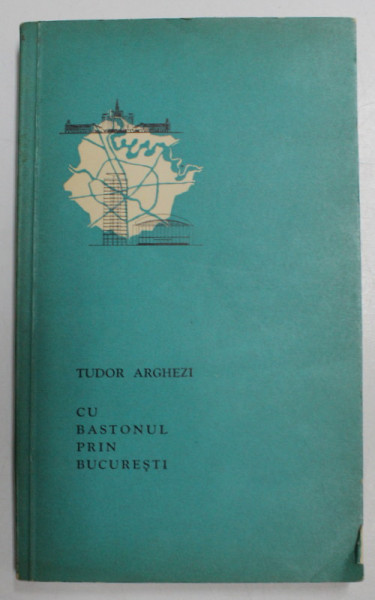 TUDOR ARGHEZI
CU
BASTONUL
PRIN
BUCUREȘTI